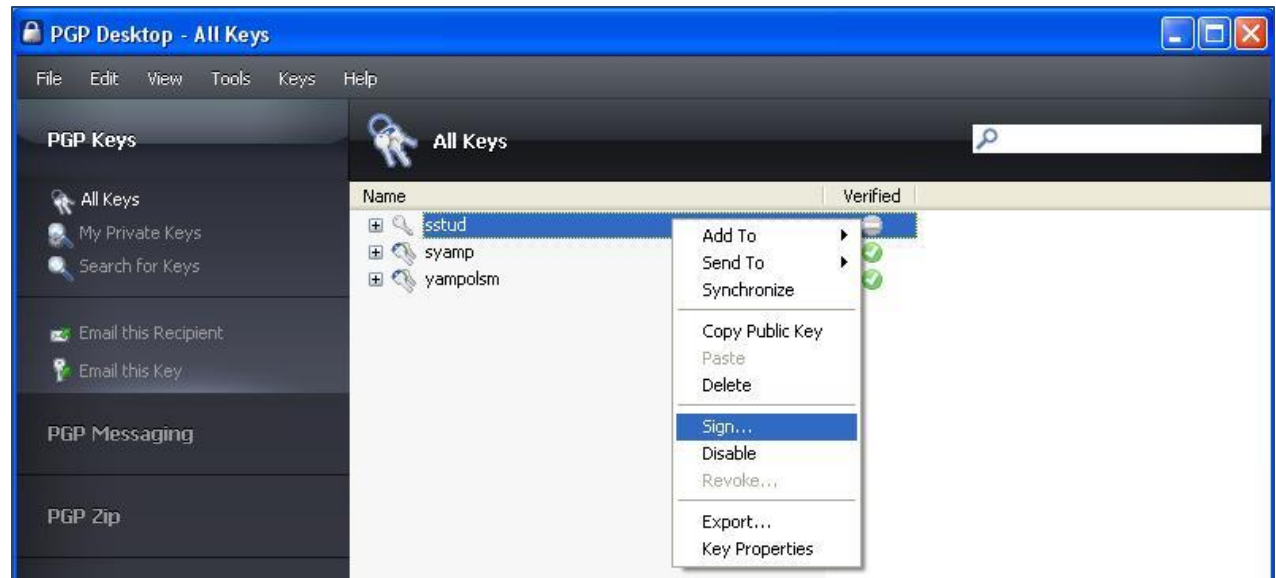 PGP Desktop - All Keys
File Edit View Tools Keys Help
PGP Keys
All Keys
My Private Keys
Search for Keys
Email this Recipient
Email this Key
PGP Messaging
PGP Zip
All Keys
Name Verified
sstud
syamp
yampolsm
Add To
Send To
Synchronize
Copy Public Key
Paste
Delete
Sign...
Disable
Revoke...
Export...
Key Properties